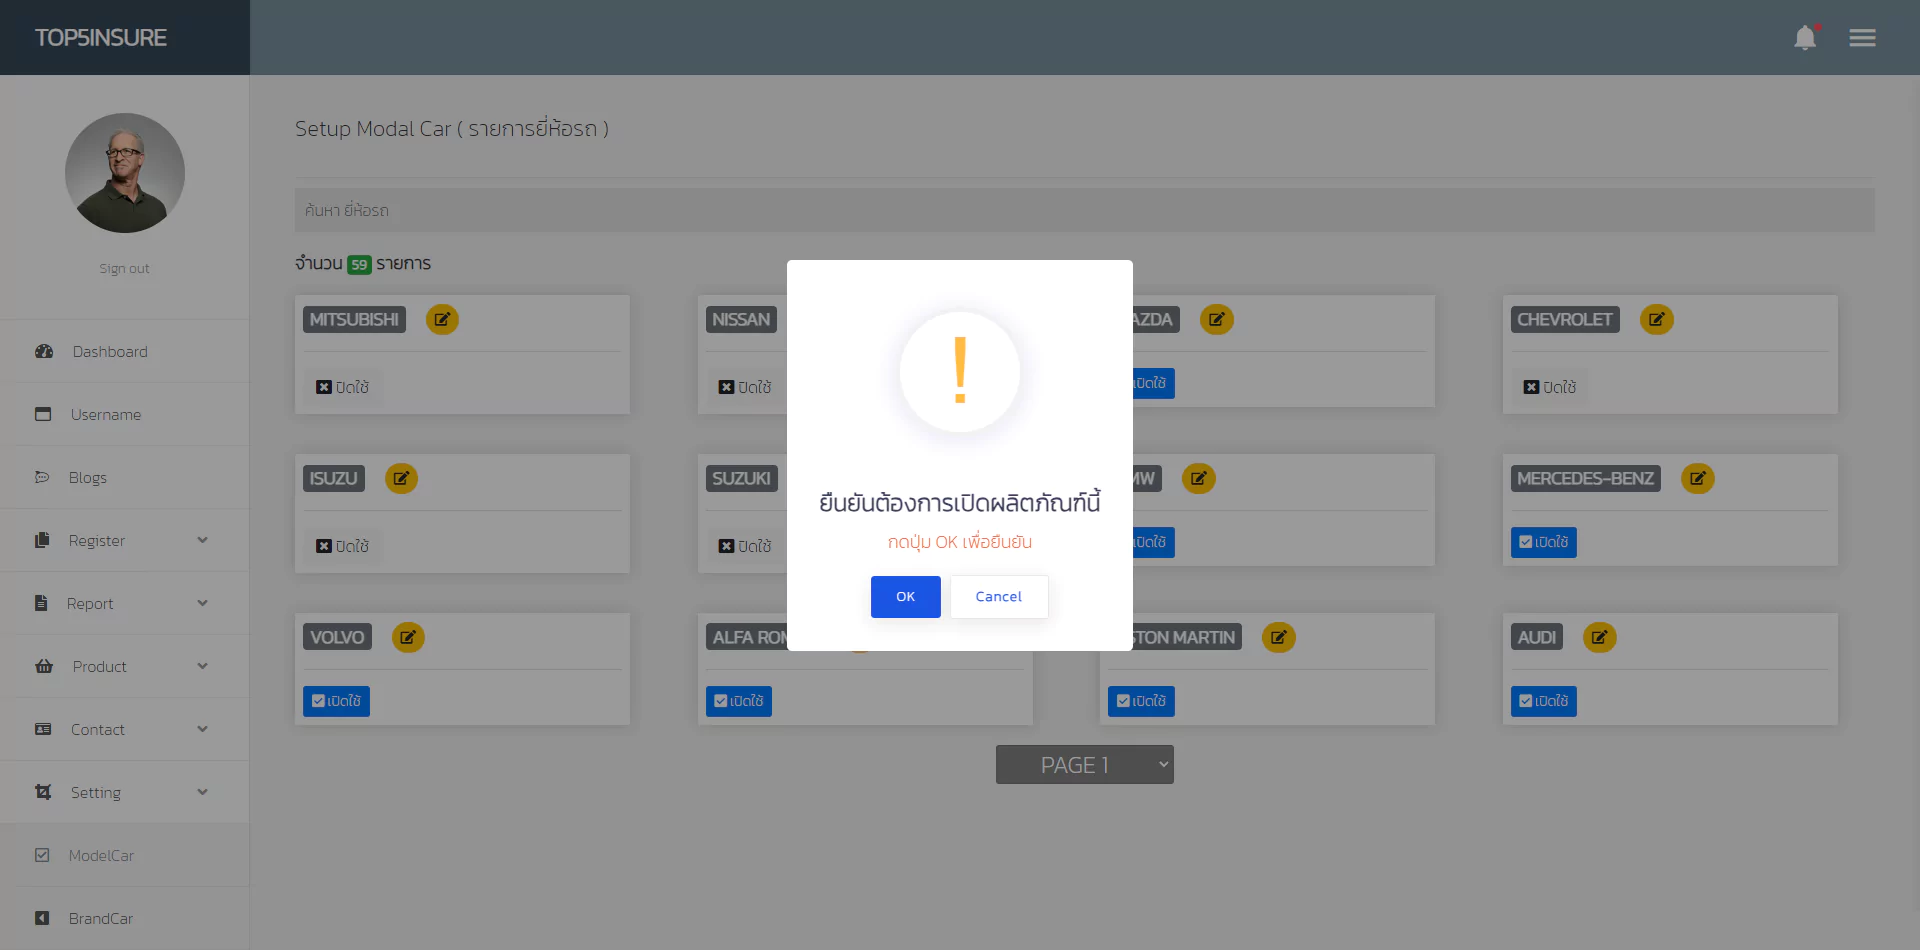 TOP5INSURE
Sign out
Dashboard
Username
Blogs
Register
Report
Product
Contact
Setting
ModelCar
BrandCar
Setup Modal Car ( รายการยี่ห้อรถ )
ค้นหา ยี่ห้อรถ
จำนวน 59 รายการ
MITSUBISHI
ปิดใช้
NISSAN
ปิดใช้
AZDA
เปิดใช้
CHEVROLET
ปิดใช้
ISUZU
ปิดใช้
SUZUKI
ปิดใช้
MW
เปิดใช้
MERCEDES-BENZ
เปิดใช้
VOLVO
เปิดใช้
ALFA ROM
เปิดใช้
STON MARTIN
เปิดใช้
AUDI
เปิดใช้
PAGE 1
!
ยืนยันต้องการเปิดผลิตภัณฑ์นี้
กดปุ่ม OK เพื่อยืนยัน
OK
Cancel